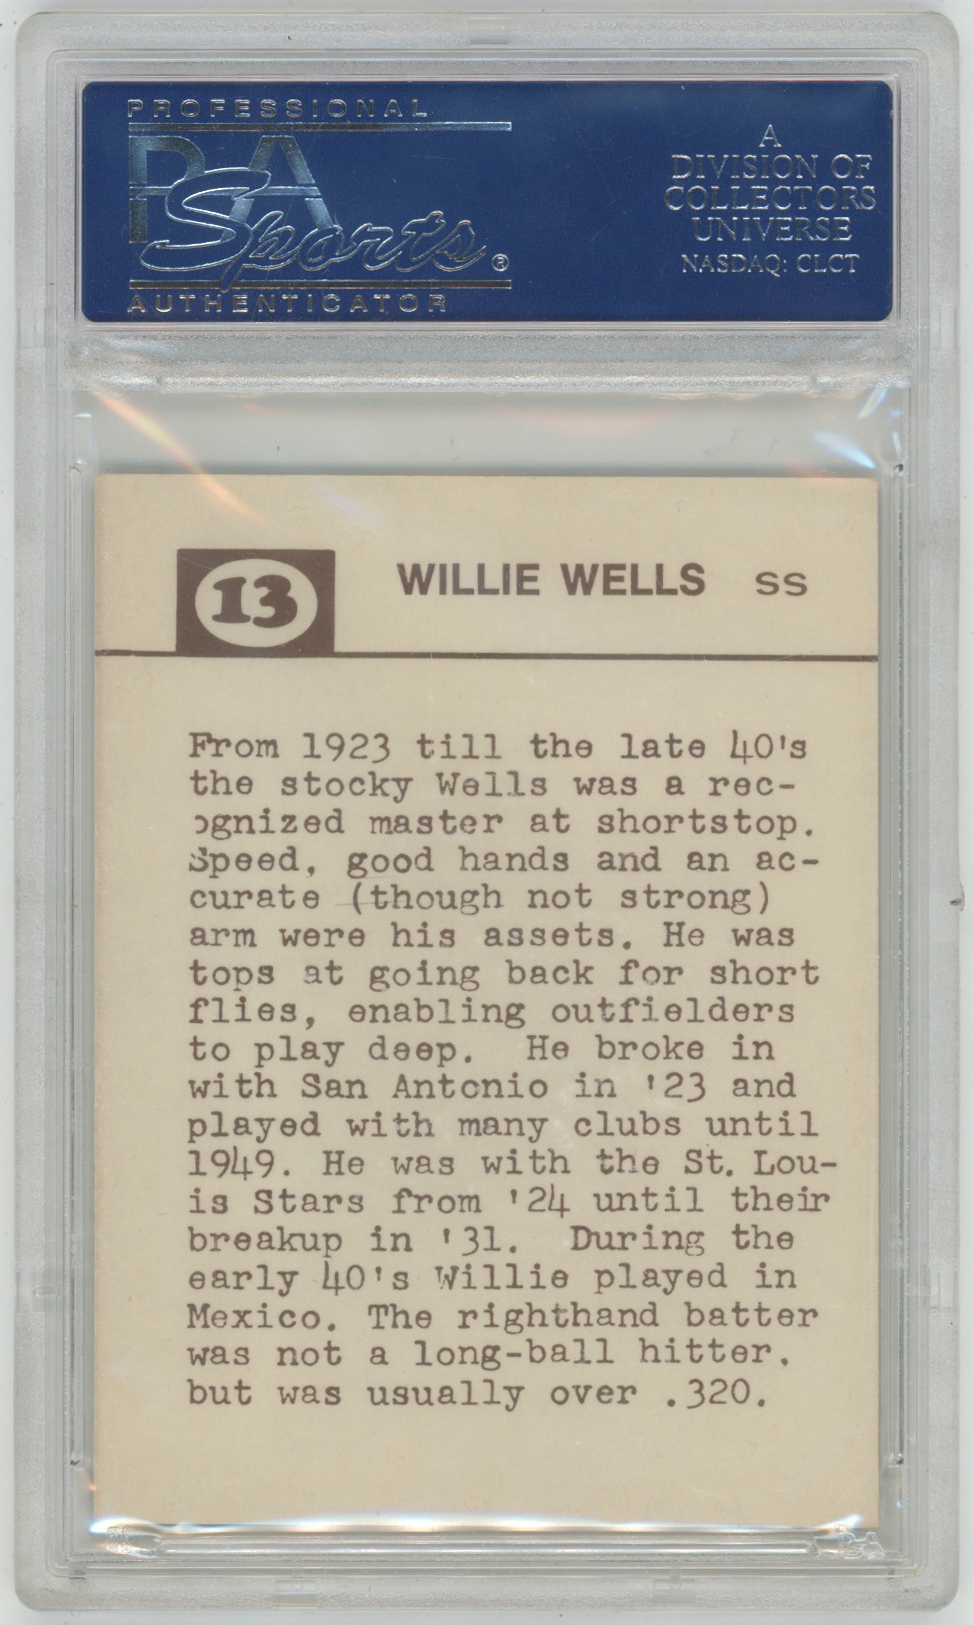 PROFESSIONAL
PSA
Sports®
AUTHENTICATOR
A
DIVISION OF
COLLECTORS
UNIVERSE
NASDAQ: CLCT
13 WILLIE WELLS SS
From 1923 till the late 40's
the stocky Wells was a rec-
ognized master at shortstop.
Speed, good hands and an ac-
curate (though not strong)
arm were his assets. He was
tops at going back for short
flies, enabling outfielders
to play deep. He broke in
with San Antonio in '23 and
played with many clubs until
1949. He was with the St. Lou-
is Stars from '24 until their
breakup in '31. During the
early 40's Willie played in
Mexico. The righthand batter
was not a long-ball hitter,
but was usually over .320.
PSA